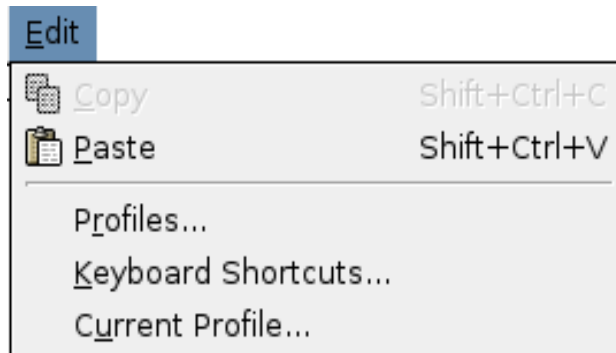 Edit
Copy Shift+Ctrl+C
Paste Shift+Ctrl+V
Profiles...
Keyboard Shortcuts...
Current Profile...